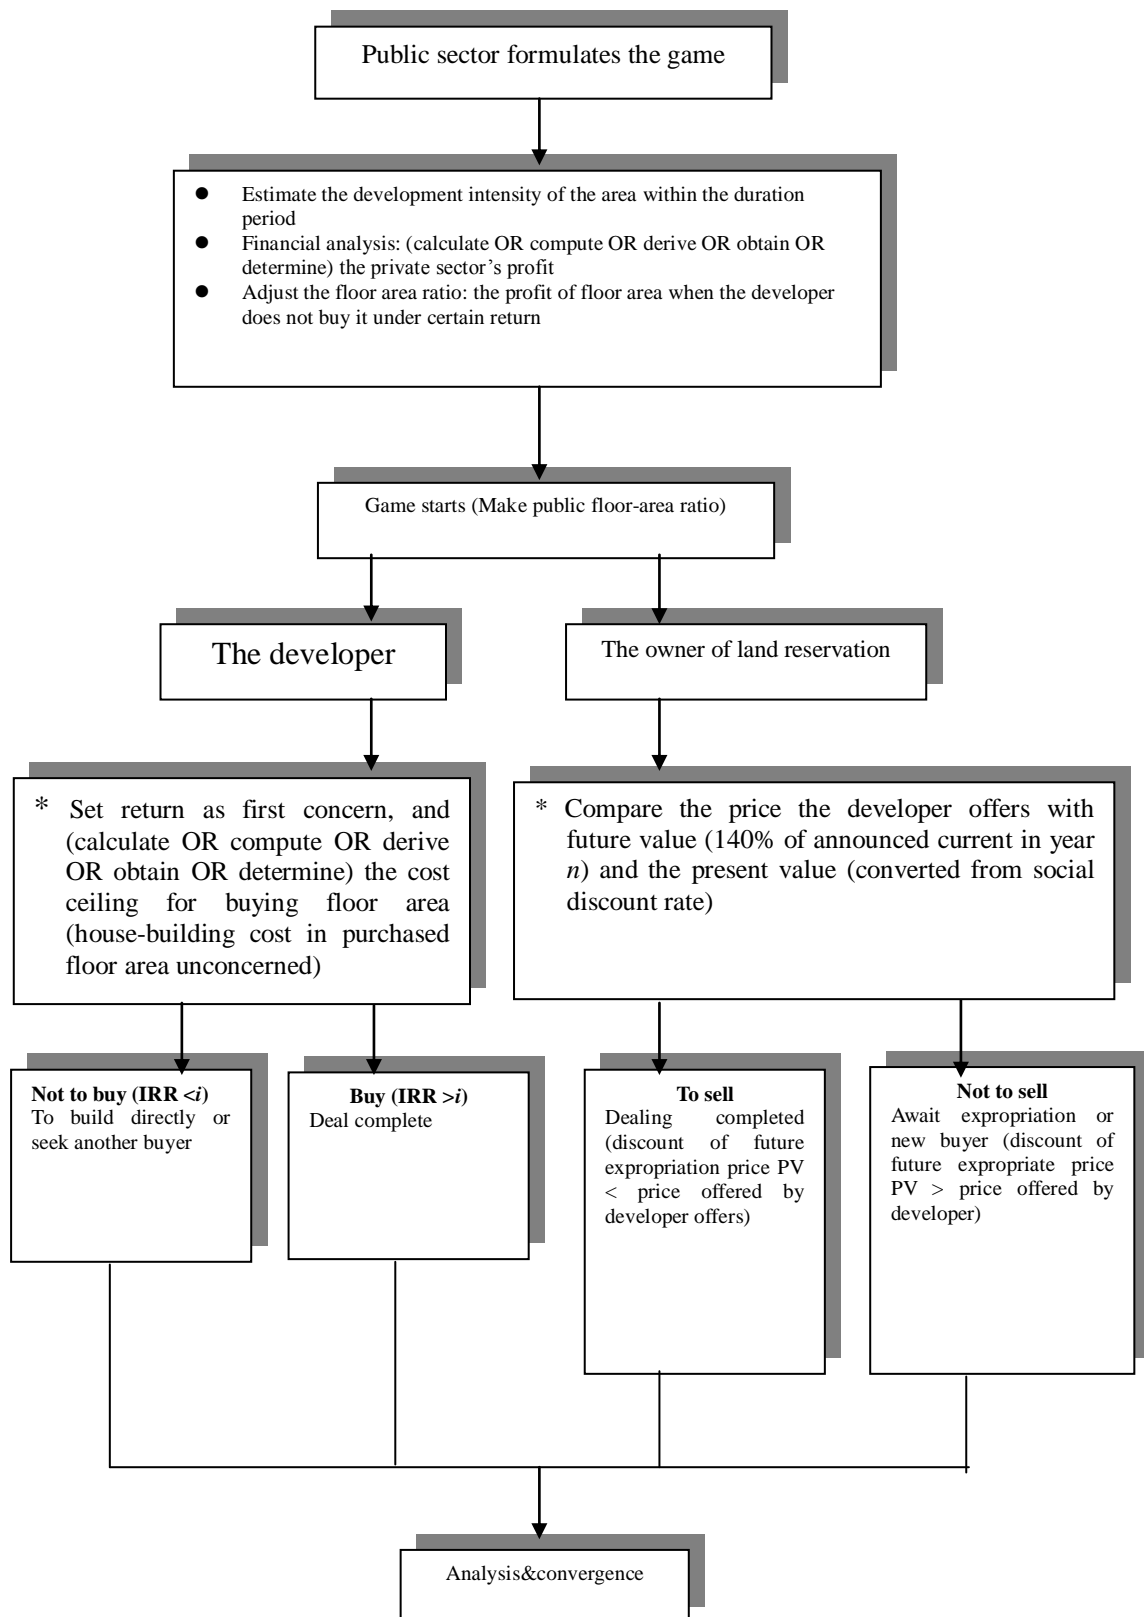 Public sector formulates the game
● Estimate the development intensity of the area within the duration
period
● Financial analysis: (calculate OR compute OR derive OR obtain OR
determine) the private sector’s profit
● Adjust the floor area ratio: the profit of floor area when the developer
does not buy it under certain return
Game starts (Make public floor-area ratio)
The developer
The owner of land reservation
* Set return as first concern, and
(calculate OR compute OR derive
OR obtain OR determine) the cost
ceiling for buying floor area
(house-building cost in purchased
floor area unconcerned)
* Compare the price the developer offers with
future value (140% of announced current in year
n) and the present value (converted from social
discount rate)
Not to buy (IRR <i)
To build directly or
seek another buyer
Buy (IRR >i)
Deal complete
To sell
Dealing completed
(discount of future
expropriation price PV
< price offered by
developer offers)
Not to sell
Await expropriation or
new buyer (discount of
future expropriate price
PV > price offered by
developer)
Analysis&convergence